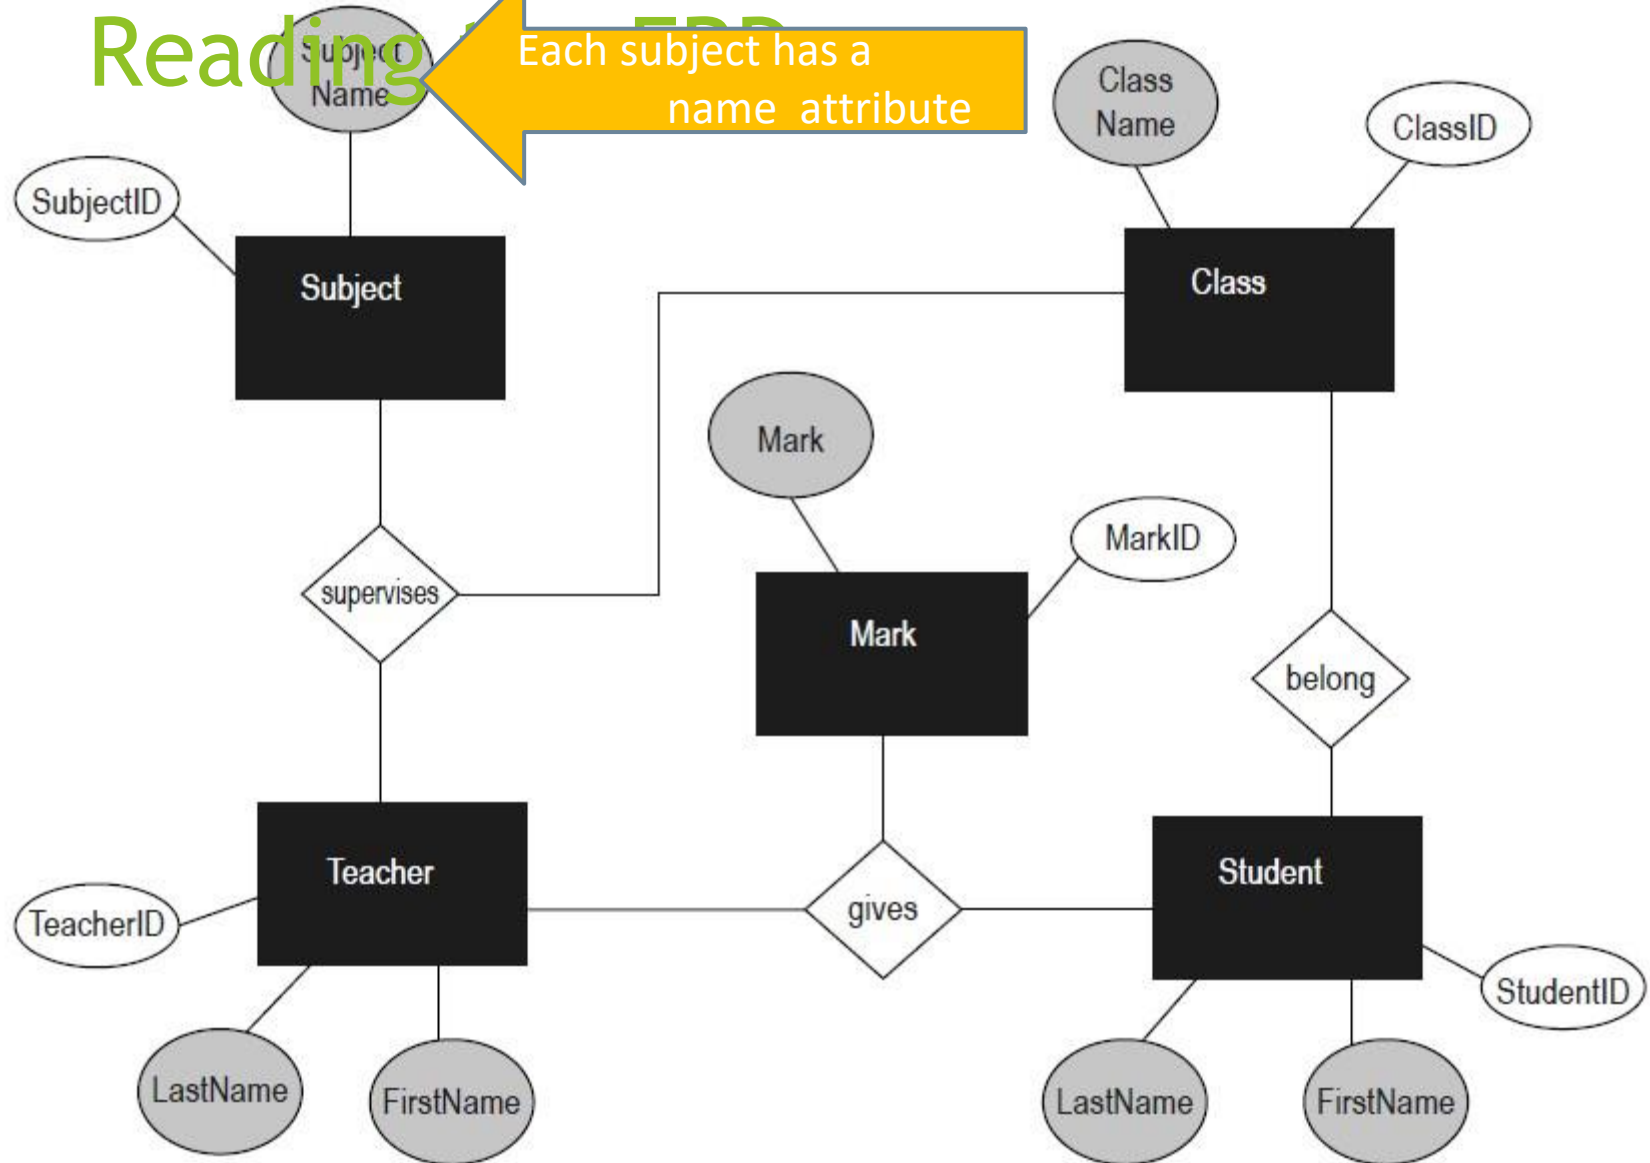 Reading
Subject
Name
Each subject has a
name attribute
Class
Name
ClassID
SubjectID
Subject
Class
Mark
MarkID
supervises
Mark
belong
Teacher
Student
TeacherID
gives
StudentID
LastName
FirstName
LastName
FirstName